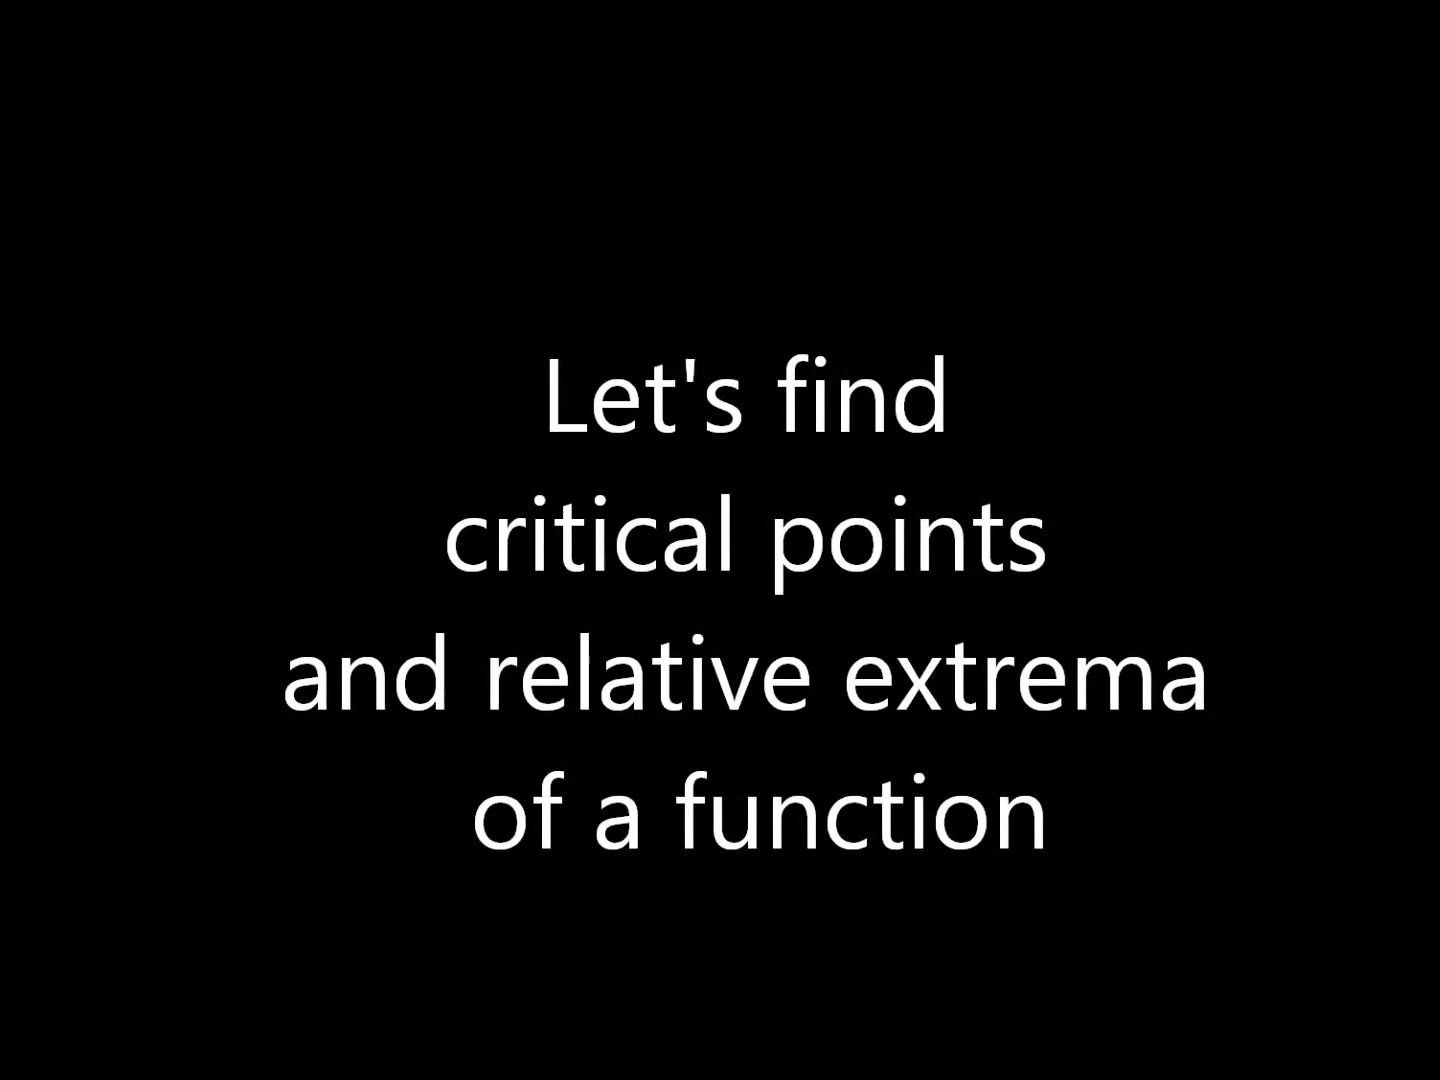 Let's find
critical points
and relative extrema
of a function